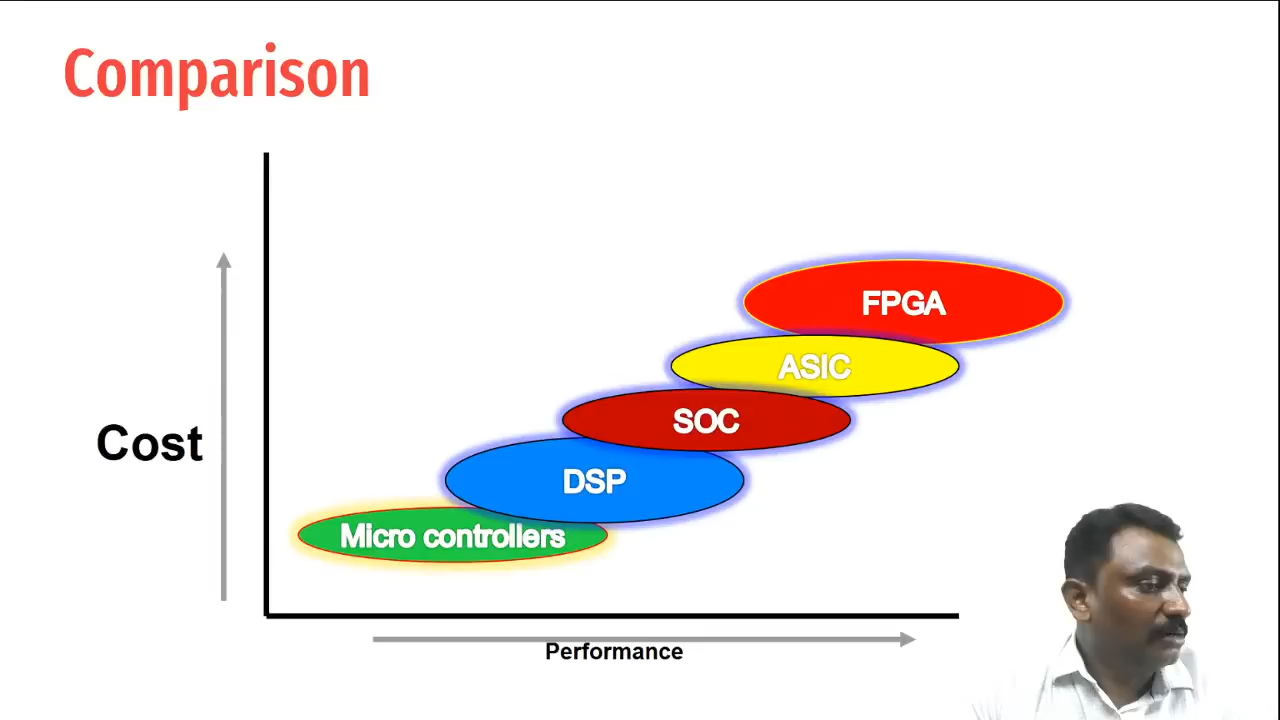 Comparison
FPGA
ASIC
SOC
Cost
DSP
Micro controllers
Performance